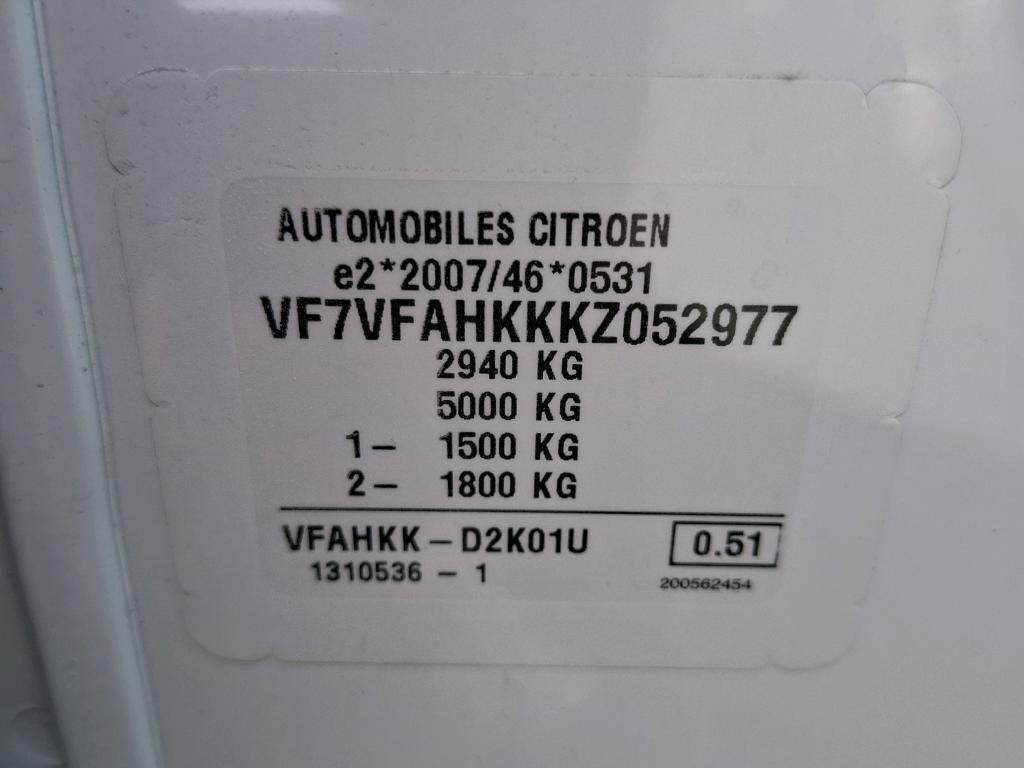 AUTOMOBILES CITROEN
e2*2007/46*0531
VF7VFAHKKKZ052977
2940 KG
5000 KG
1- 1500 KG
2- 1800 KG
VFAHKK-D2K01U 0.51
1310536 - 1 200562454